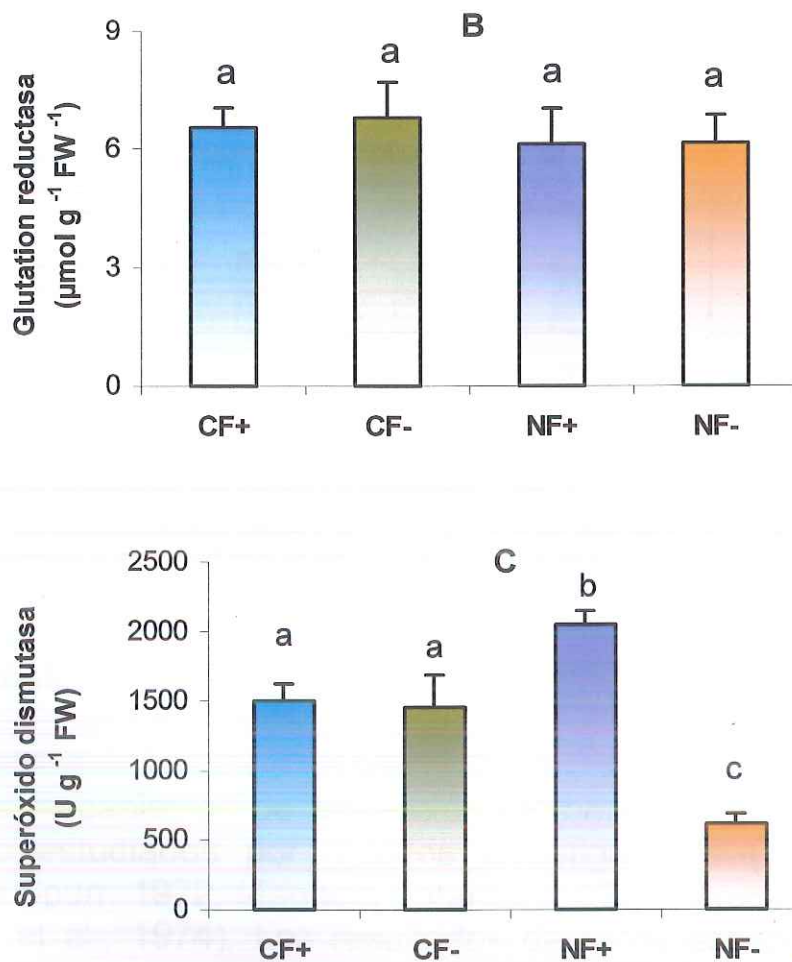 B
9
6
3
0
Glutation reductasa
(µmol g -1 FW -1)
a
a
a
a
CF+ CF- NF+ NF-
C
2500
2000
1500
1000
500
0
Superóxido dismutasa
(U g -1 FW)
a
a
b
c
CF+ CF- NF+ NF-